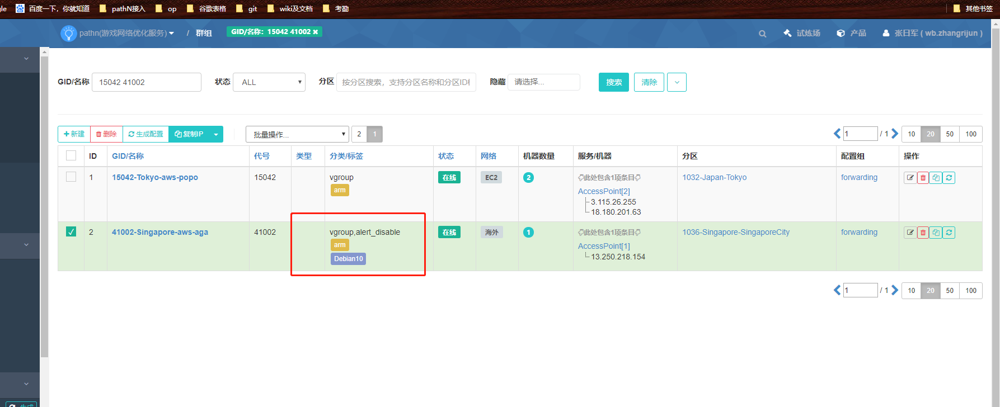 gle 百度一下，你就知道 pathN接入 op 谷歌表格 git wiki及文档 考勤 其他书签
pathn(游戏网络优化服务) / 群组 GID/名称: 15042 41002 ✖ 试炼场 产品 张日军 ( wb.zhangrijun )
GID/名称 15042 41002 状态 ALL 分区 按分区搜索，支持分区名称和分区ID 隐藏 请选择... 搜索 清除
新建 删除 生成配置 复制IP 批量操作... 2 1 1 / 1 10 20 50 100
ID GID/名称 代号 类型 分类/标签 状态 网络 机器数量 服务/机器 分区 配置组 操作
1 15042-Tokyo-aws-popo 15042 vgroup 在线 EC2 2 此处包含1项条目 1032-Japan-Tokyo forwarding
arm AccessPoint[2]
3.115.26.255
18.180.201.63
2 41002-Singapore-aws-aga 41002 vgroup,alert_disable 在线 海外 1 此处包含1项条目 1036-Singapore-SingaporeCity forwarding
arm AccessPoint[1]
Debian10 13.250.218.154
1 / 1 10 20 50 100
生成